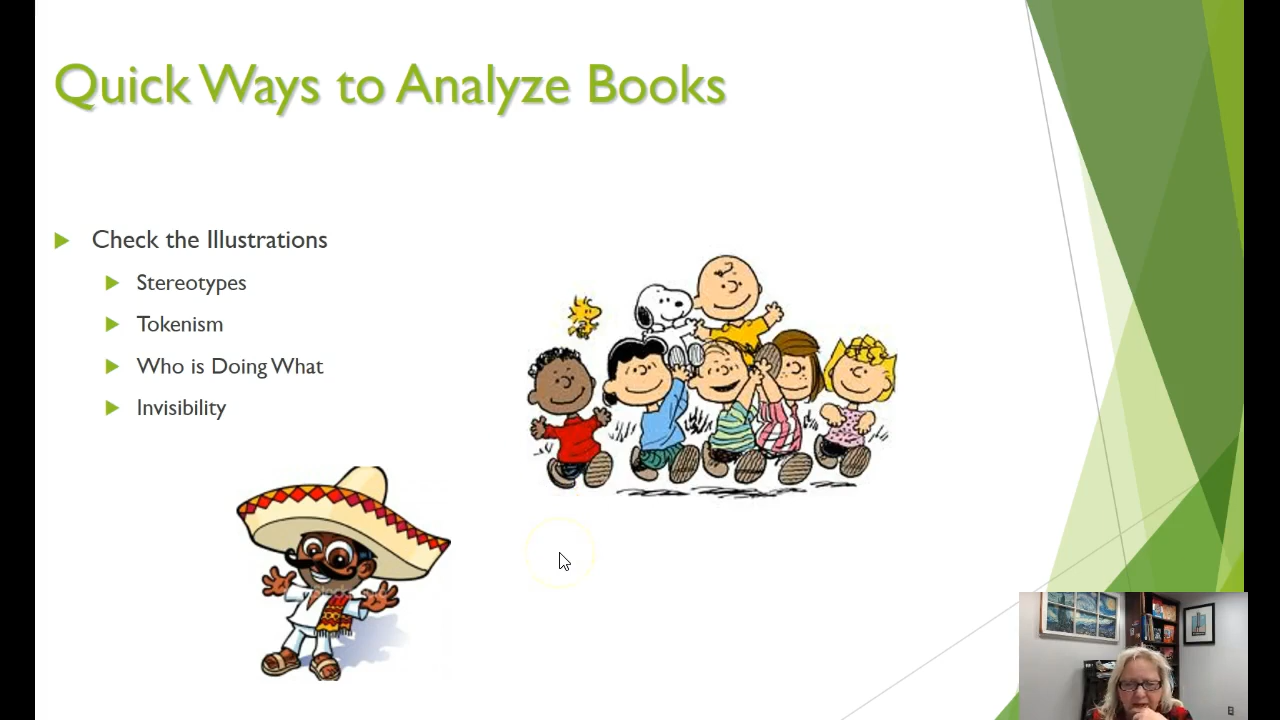 Quick Ways to Analyze Books
Check the Illustrations
Stereotypes
Tokenism
Who is Doing What
Invisibility